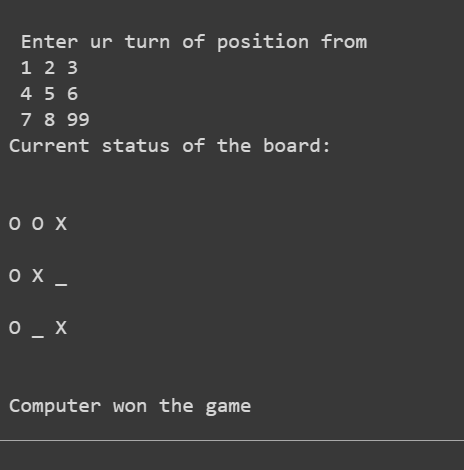 Enter ur turn of position from
1 2 3
4 5 6
7 8 99
Current status of the board:
O O X
O X _
O _ X
Computer won the game